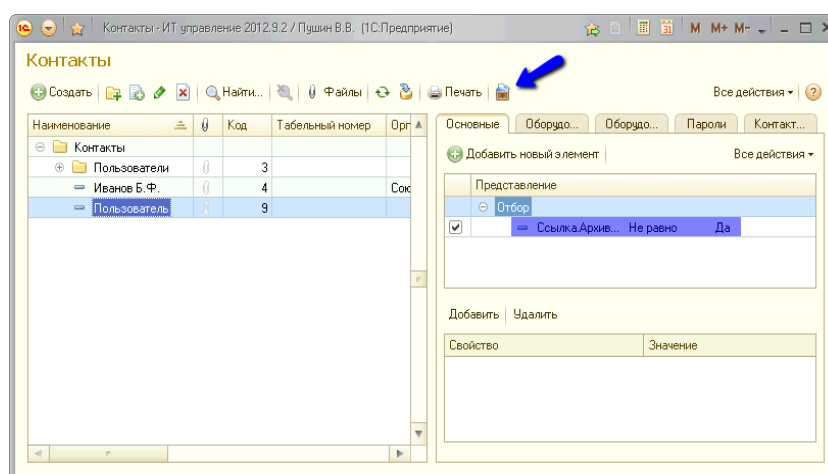 Контакты - ИТ управление 2012.9.2 / Пушин В.В. (1С:Предприятие) M M+ M-
Контакты
Создать Найти... Файлы Печать Все действия
Наименование Код Табельный номер Орг
Контакты
Пользователи 3
Иванов Б.Ф. 4 Сок
Пользователь 9
Основные Оборудо... Оборудо... Пароли Контакт...
Добавить новый элемент Все действия
Представление
Отбор
Ссылка.Архив... Не равно Да
Добавить Удалить
Свойство Значение